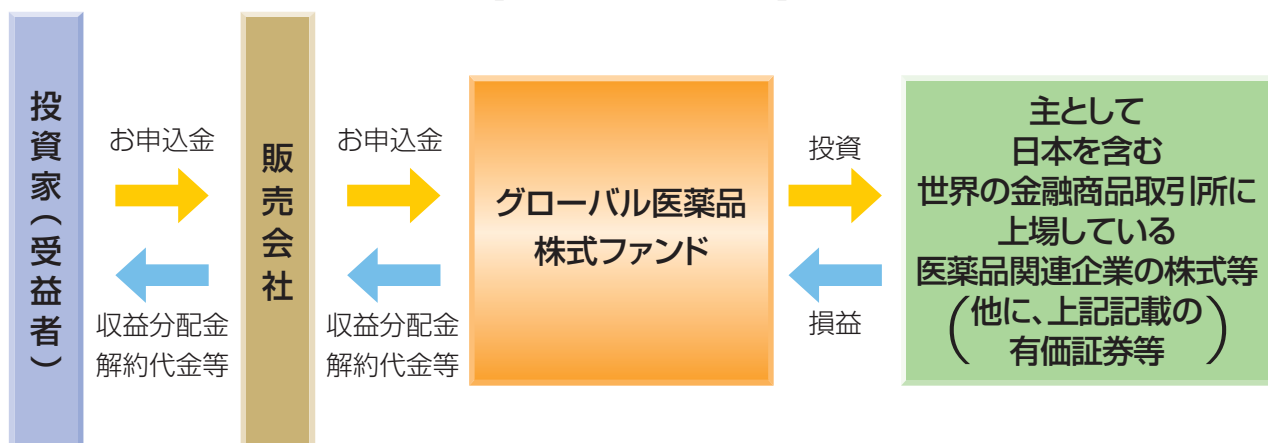 投資家（受益者）
お申込金
収益分配金
解約代金等
販売会社
お申込金
収益分配金
解約代金等
グローバル医薬品
株式ファンド
投資
損益
主として
日本を含む
世界の金融商品取引所に
上場している
医薬品関連企業の株式等
（他に、上記記載の
有価証券等）